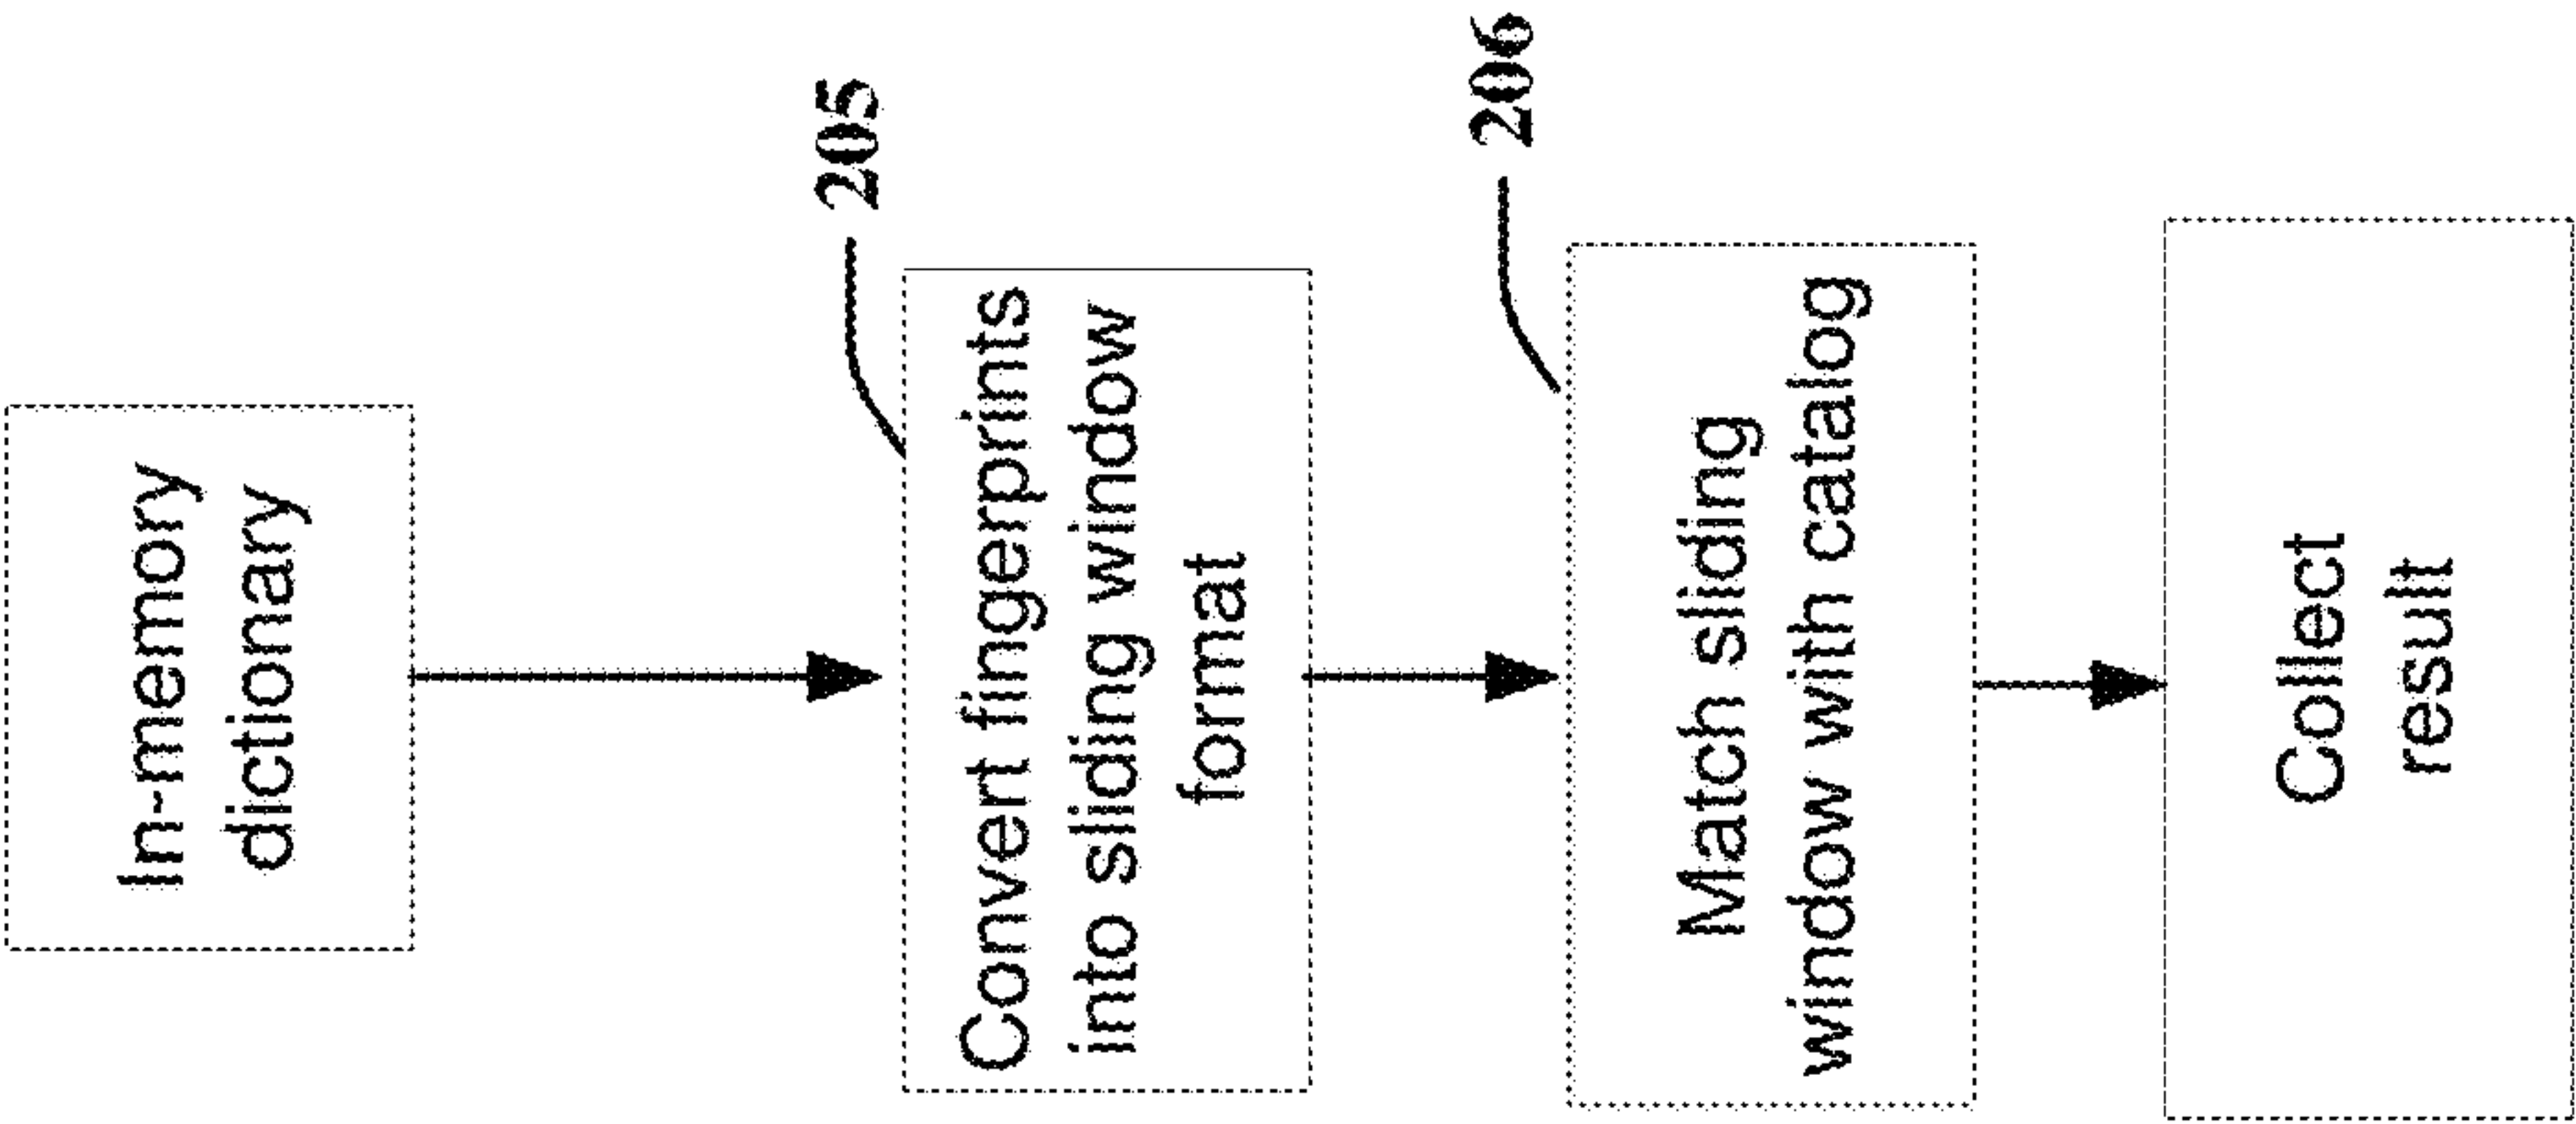 In-memory
dictionary
205
Convert fingerprints
into sliding window
format
206
Match sliding
window with catalog
Collect
result